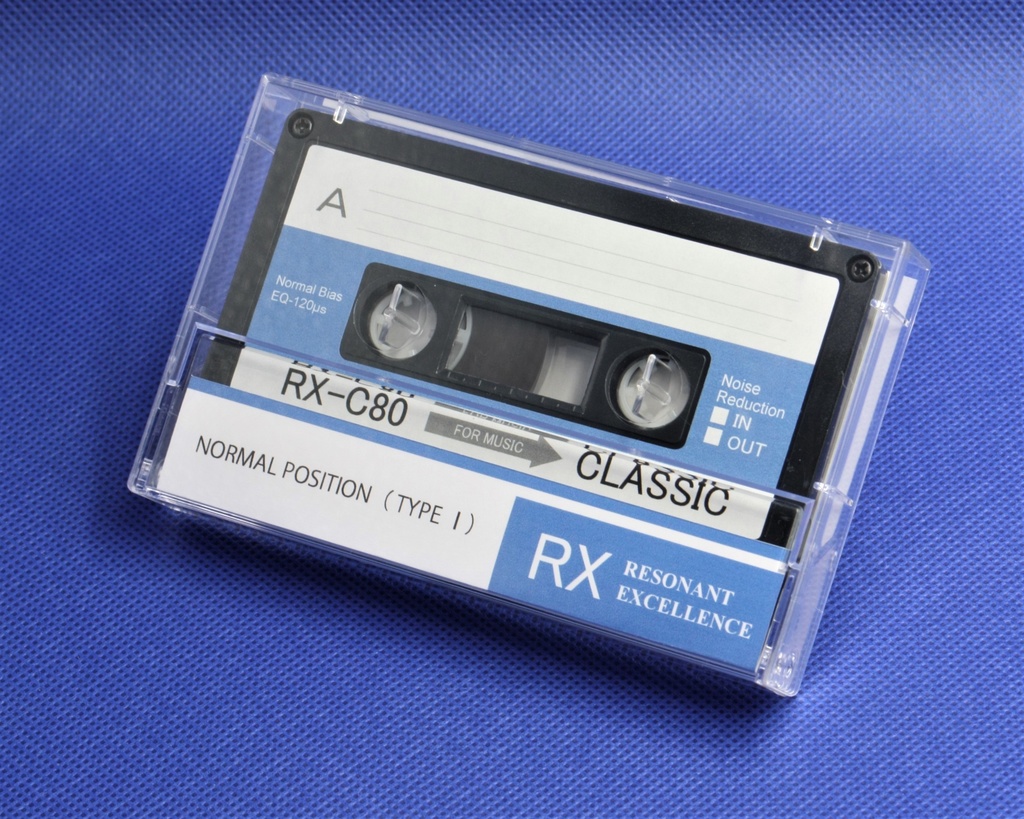 A
Normal Bias
EQ-120µs
Noise
Reduction
IN
OUT
RX-C80
FOR MUSIC
CLASSIC
NORMAL POSITION (TYPE I)
RX RESONANT
EXCELLENCE